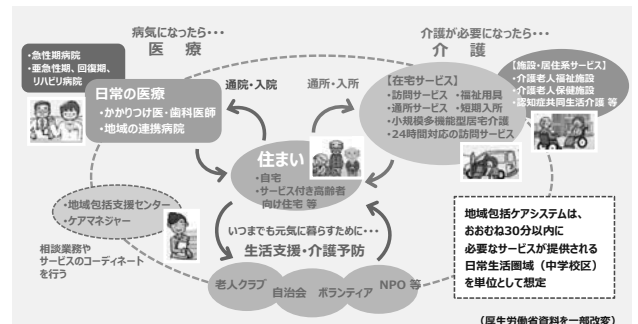 病気になったら･･･
医　療
介護が必要になったら･･･
介　護
・急性期病院
・亜急性期、回復期、
リハビリ病院
日常の医療
・かかりつけ医・歯科医師
・地域の連携病院
通院・入院
通所・入所
【在宅サービス】
・訪問サービス　・福祉用具
・通所サービス　・短期入所
・小規模多機能型居宅介護
・24時間対応の訪問サービス
【施設・居住系サービス】
・介護老人福祉施設
・介護老人保健施設
・認知症共同生活介護 等
住まい
・自宅
・サービス付き高齢者
向け住宅 等
・地域包括支援センター
・ケアマネジャー
相談業務や
サービスのコーディネート
を行う
いつまでも元気に暮らすために･･･
生活支援・介護予防
老人クラブ
自治会
ボランティア
NPO 等
地域包括ケアシステムは、
おおむね30分以内に
必要なサービスが提供される
日常生活圏域（中学校区）
を単位として想定
（厚生労働省資料を一部改変）